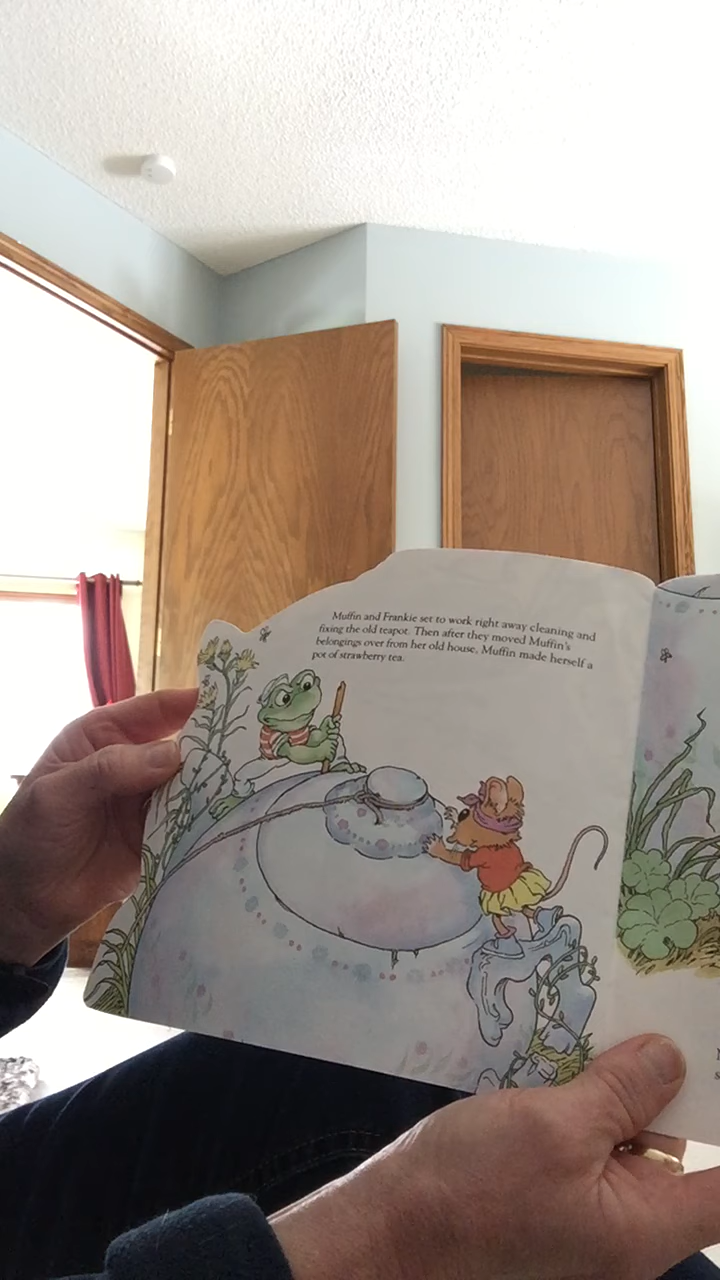 Muffin and Frankie set to work right away cleaning and
fixing the old teapot. Then after they moved Muffin's
belongings over from her old house, Muffin made herself a
pot of strawberry tea.